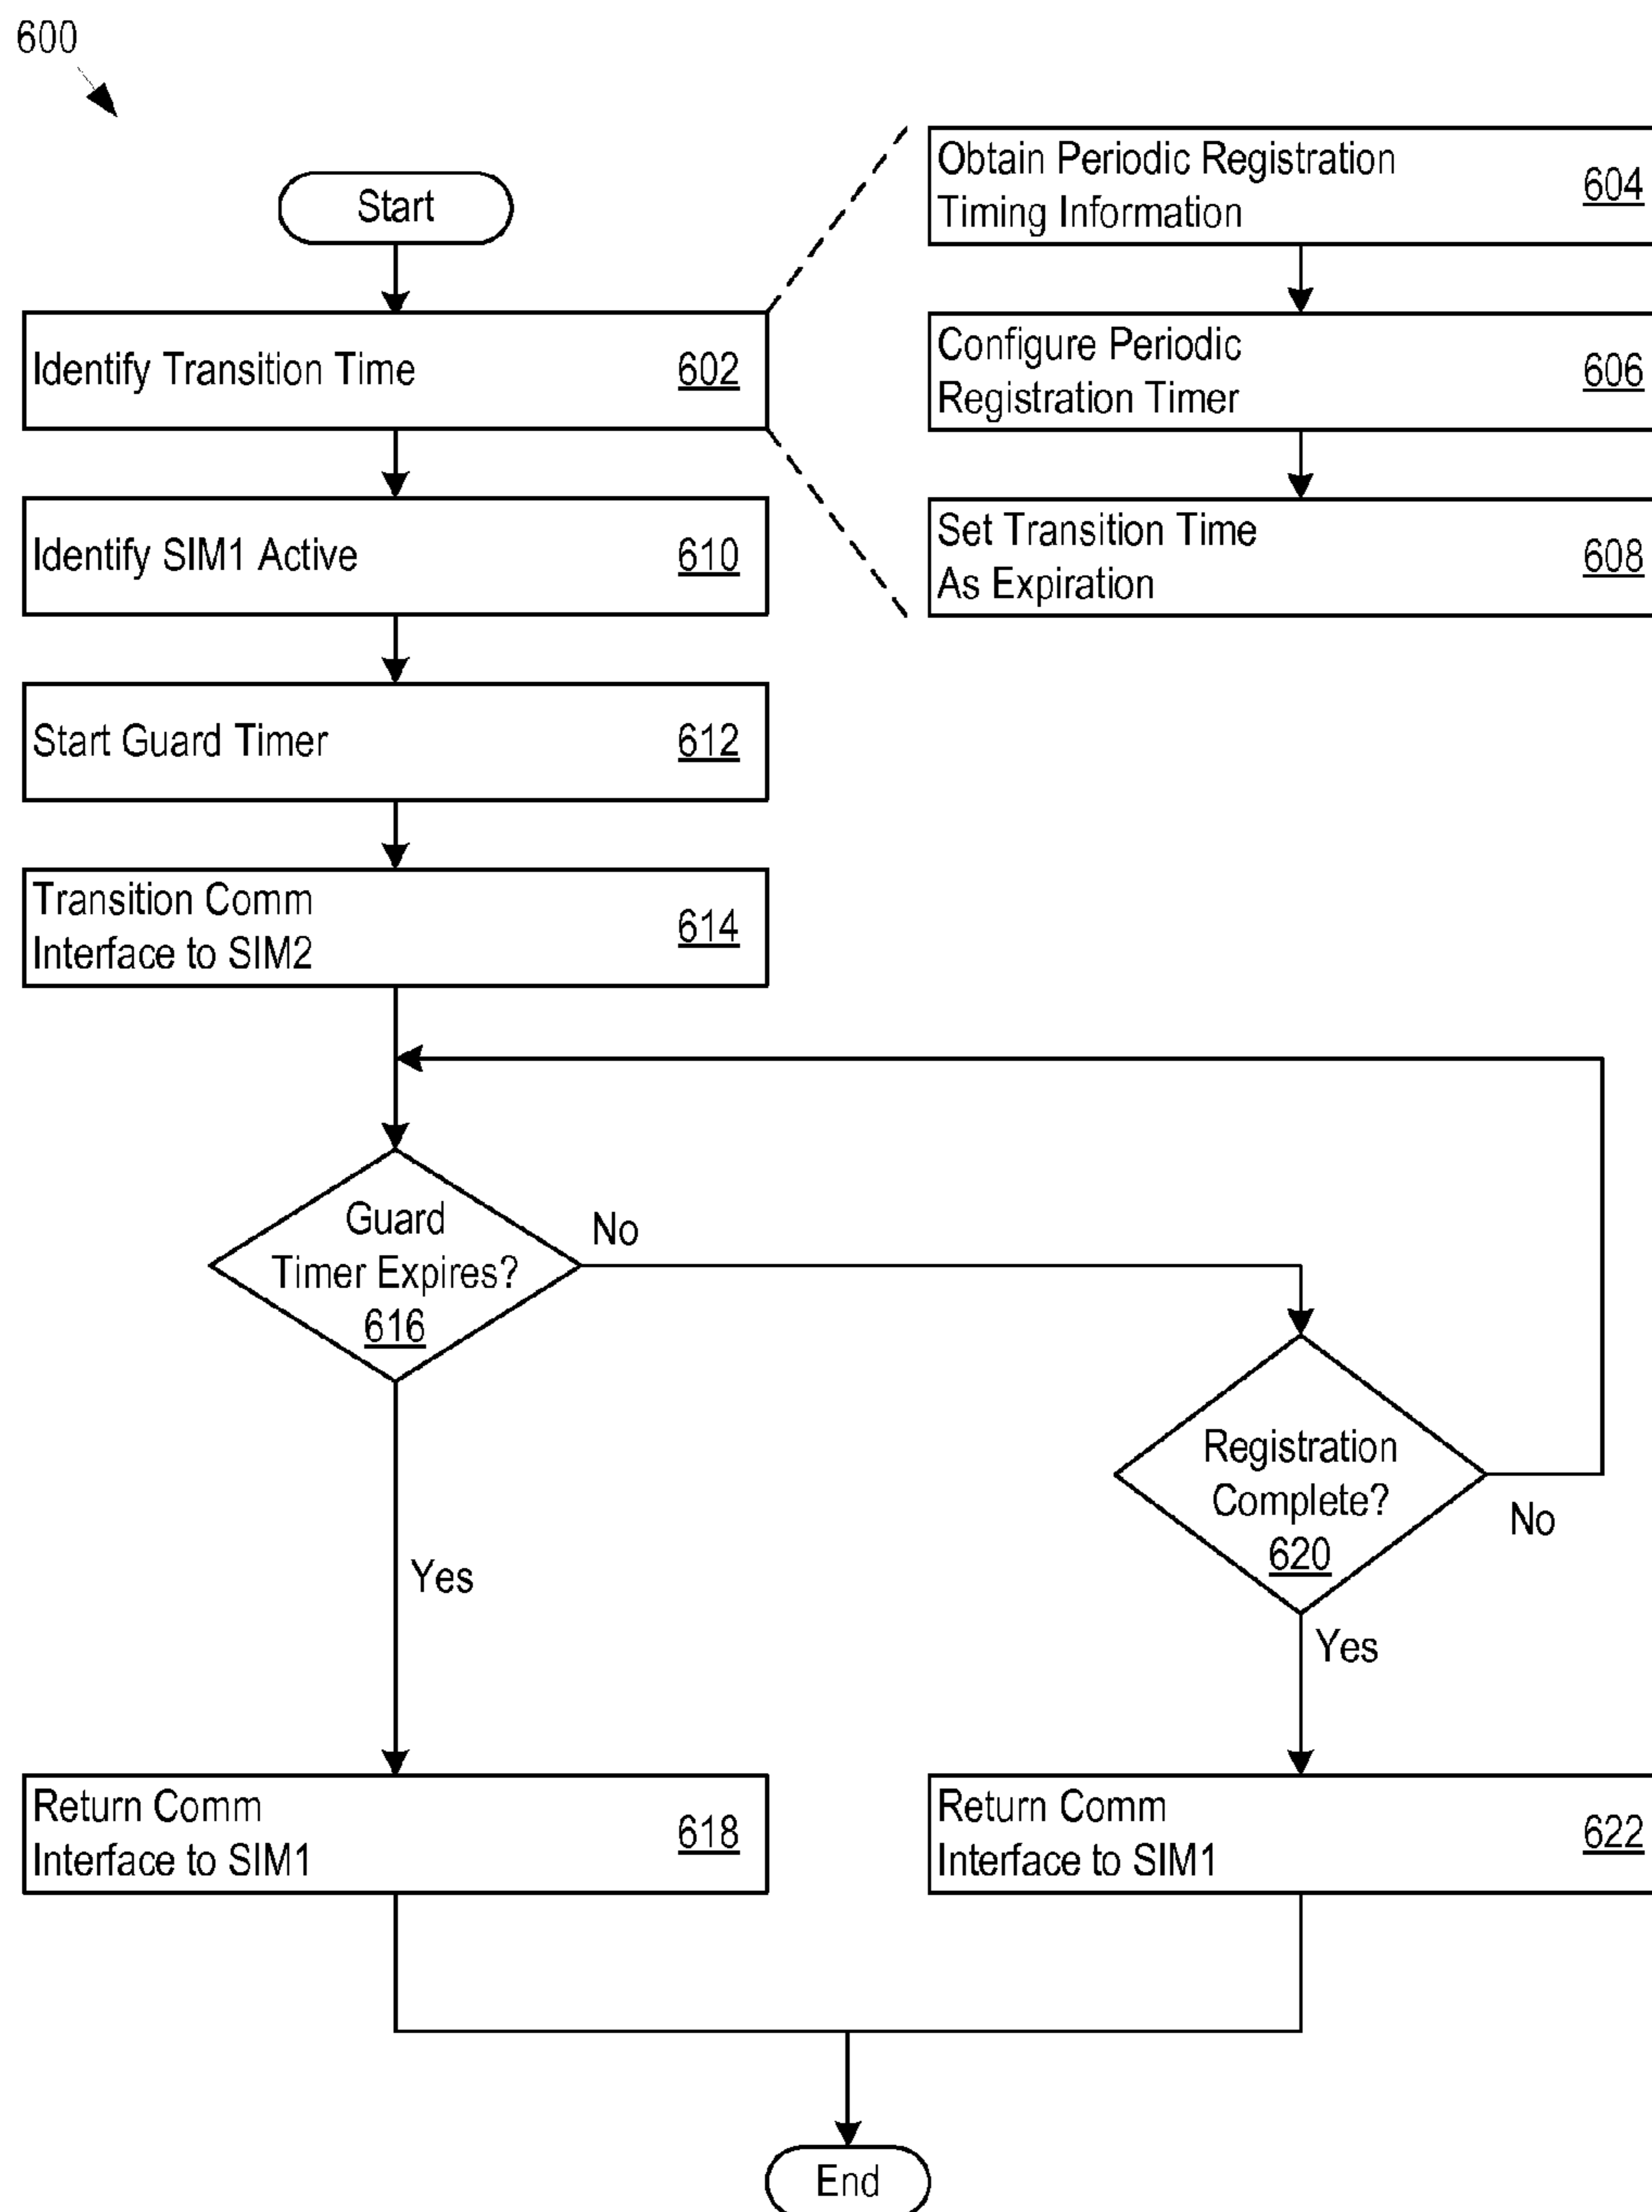 600
Start
Identify Transition Time 602
Obtain Periodic Registration
Timing Information 604
Configure Periodic
Registration Timer 606
Set Transition Time
As Expiration 608
Identify SIM1 Active 610
Start Guard Timer 612
Transition Comm
Interface to SIM2 614
Guard
Timer Expires?
616
No
Yes
Registration
Complete?
620
No
Yes
Return Comm
Interface to SIM1 618
Return Comm
Interface to SIM1 622
End